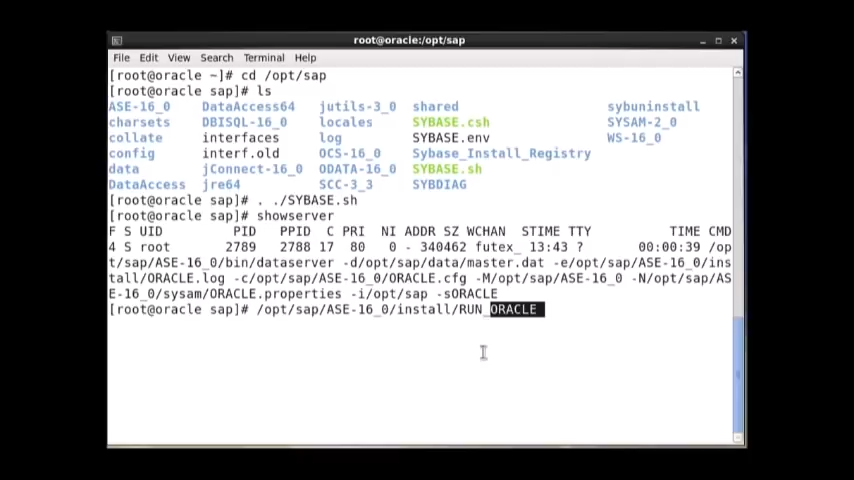 root@oracle:/opt/sap
File Edit View Search Terminal Help
[root@oracle ~]# cd /opt/sap
[root@oracle sap]# ls
ASE-16_0 DataAccess64 jutils-3_0 shared sybuninstall
charsets DBISQL-16_0 locales SYBASE.csh SYSAM-2_0
collate interfaces log SYBASE.env WS-16_0
config interf.old OCS-16_0 Sybase_Install_Registry
data jConnect-16_0 ODATA-16_0 SYBASE.sh
DataAccess jre64 SCC-3_3 SYBDIAG
[root@oracle sap]# . ./SYBASE.sh
[root@oracle sap]# showserver
F S UID PID PPID C PRI NI ADDR SZ WCHAN STIME TTY TIME CMD
4 S root 2789 2788 17 80 0 - 340462 futex_ 13:43 ? 00:00:39 /op
t/sap/ASE-16_0/bin/dataserver -d/opt/sap/data/master.dat -e/opt/sap/ASE-16_0/ins
tall/ORACLE.log -c/opt/sap/ASE-16_0/ORACLE.cfg -M/opt/sap/ASE-16_0 -N/opt/sap/AS
E-16_0/sysam/ORACLE.properties -i/opt/sap -sORACLE
[root@oracle sap]# /opt/sap/ASE-16_0/install/RUN_ORACLE